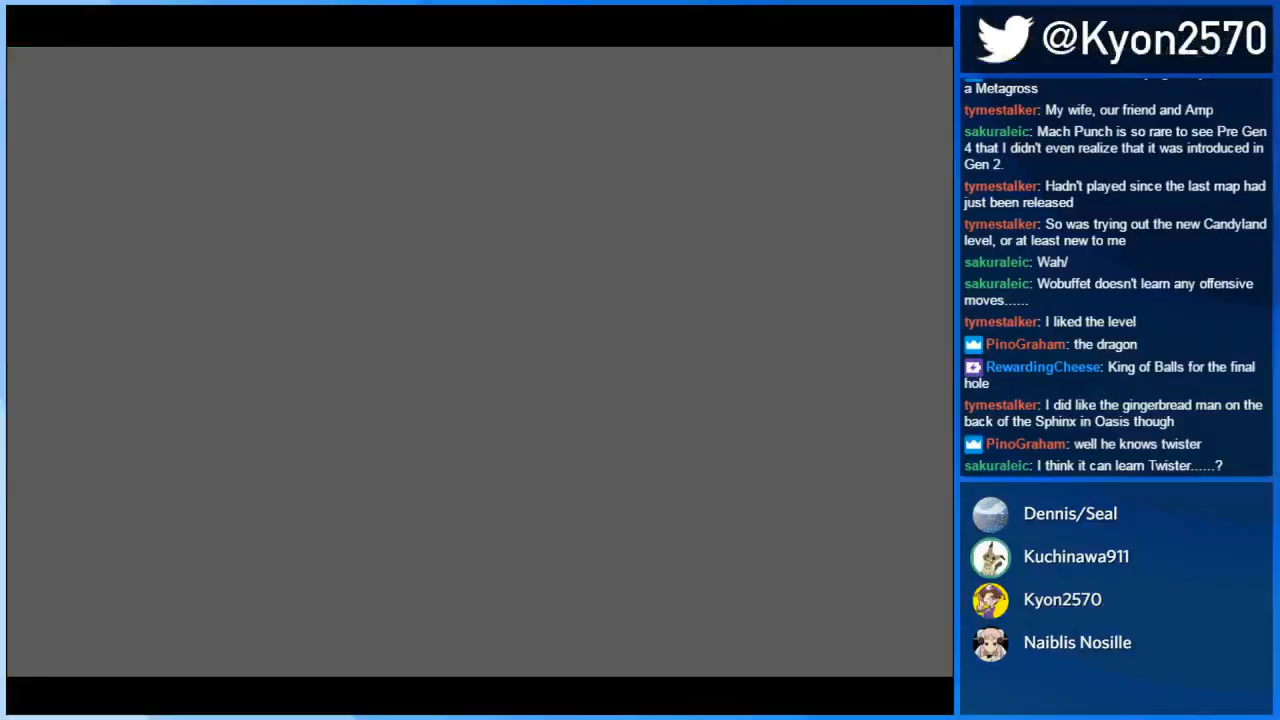 @Kyon2570
a Metagross
tymestalker: My wife, our friend and Amp
sakuraleic: Mach Punch is so rare to see Pre Gen
4 that I didn't even realize that it was introduced in
Gen 2.
tymestalker: Hadn't played since the last map had
just been released
tymestalker: So was trying out the new Candyland
level, or at least new to me
sakuraleic: Wah/
sakuraleic: Wobuffet doesn't learn any offensive
moves......
tymestalker: I liked the level
PinoGraham: the dragon
RewardingCheese: King of Balls for the final
hole
tymestalker: I did like the gingerbread man on the
back of the Sphinx in Oasis though
PinoGraham: well he knows twister
sakuraleic: I think it can learn Twister......?
Dennis/Seal
Kuchinawa911
Kyon2570
Naiblis Nosille